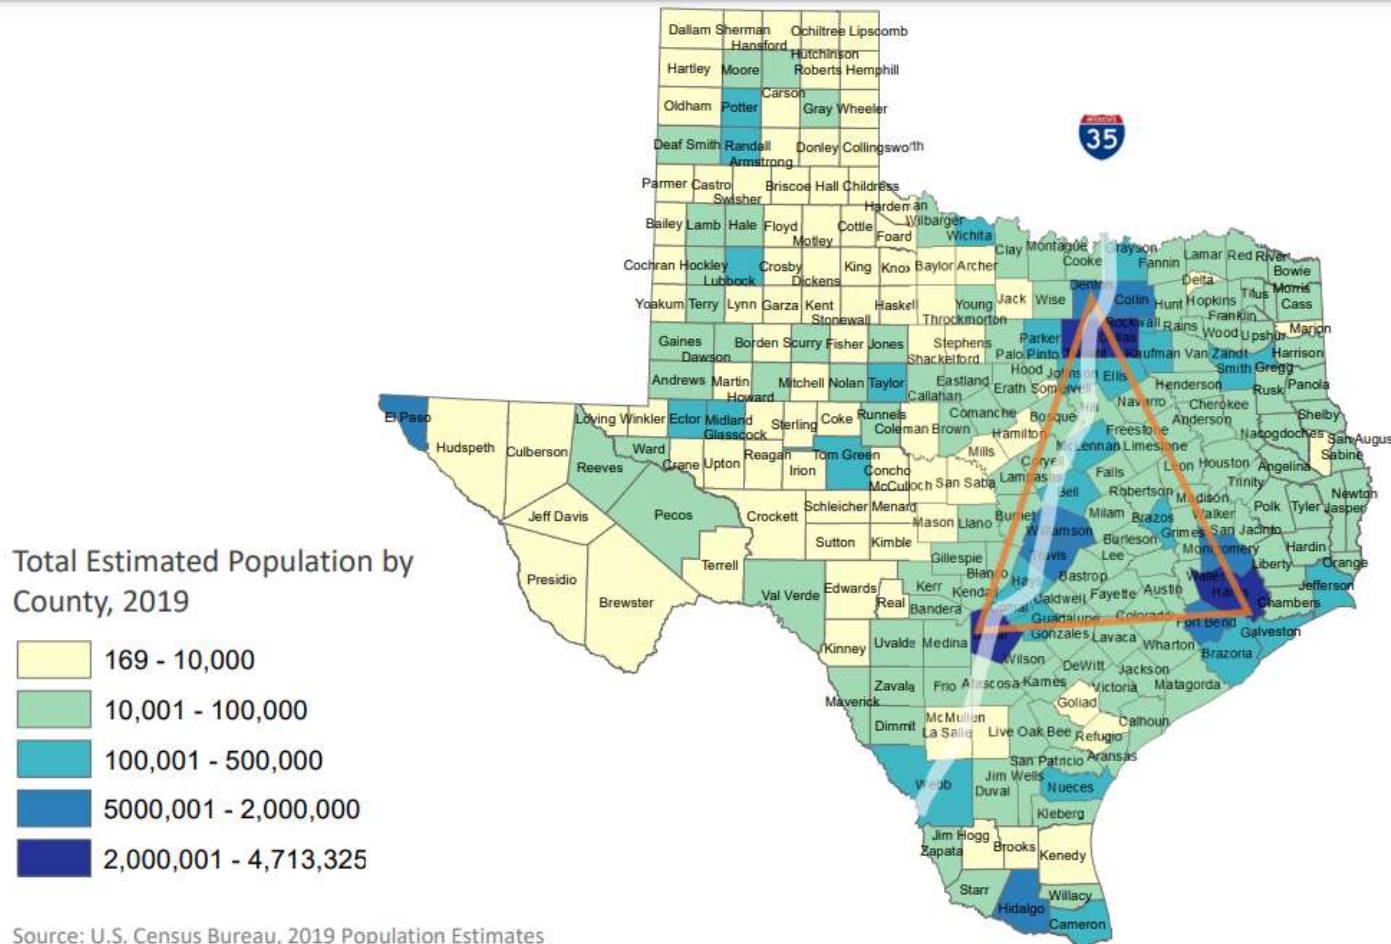 Dallam Sherman Ochiltree Lipscomb
Hansford
Hutchinson
Hartley Moore Roberts Hemphill
Carson
Oldham Potter Gray Wheeler
INTERSTATE
35
Deaf Smith Randall Donley Collingsworth
Armstrong
Parmer Castro Briscoe Hall Childress
Swisher
Hardeman
Wilbarger
Bailey Lamb Hale Floyd Cottle Foard Wichita
Motley
Clay Montague Grayson
Cooke Fannin Lamar Red River
Bowie
Cochran Hockley Crosby King Knox Baylor Archer
Lubbock Dickens
Delta
Denton Morris
Titus
Yoakum Terry Lynn Garza Kent Haskell Young Jack Wise Collin Hunt Hopkins Cass
Stonewall Throckmorton Franklin
Rockwall Rains Wood Upshur Marion
Gaines Borden Scurry Fisher Jones Stephens Parker Dallas
Dawson Shackelford Palo Pinto Kaufman Van Zandt Harrison
Smith Gregg
Hood Johnson Ellis
Andrews Martin Mitchell Nolan Taylor Eastland Erath Somervell Henderson Rusk Panola
Howard Callahan
Navarro Cherokee
El Paso Loving Winkler Ector Midland Sterling Coke Runnels Comanche Bosque Hill Anderson Shelby
Glasscock Coleman Brown Freestone
Hamilton Nacogdoches San Augus
Hudspeth Culberson Ward Reagan Tom Green Mills McLennan Limestone Sabine
Crane Upton Irion Concho Coryell
Reeves Falls Leon Houston Angelina
McCulloch San Saba Lampasas Trinity
Bell Robertson Madison Newton
Jeff Davis Pecos Crockett Schleicher Menard Mason Llano Burnet Milam Brazos Walker Polk Tyler Jasper
Williamson Grimes San Jacinto
Burleson
Sutton Kimble Travis Lee Montgomery Hardin
Gillespie Liberty Orange
Total Estimated Population by
County, 2019
Presidio Brewster Terrell Val Verde Edwards Real Kerr Blanco Hays Bastrop Waller Jefferson
Kendall Caldwell Fayette Austin Harris Chambers
Bandera Comal
Guadalupe Colorado Fort Bend
Galveston
Kinney Uvalde Medina Gonzales Lavaca Wharton Brazoria
Wilson
169 - 10,000
DeWitt Jackson
Zavala Frio Atascosa Karnes Victoria Matagorda
Maverick Goliad
10,001 - 100,000
Dimmit McMullen Calhoun
La Salle Live Oak Bee Refugio
Aransas
100,001 - 500,000
San Patricio
Webb Jim Wells
Duval Nueces
5000,001 - 2,000,000
Kleberg
Jim Hogg
Zapata Brooks Kenedy
2,000,001 - 4,713,325
Starr Willacy
Hidalgo
Cameron
Source: U.S. Census Bureau, 2019 Population Estimates